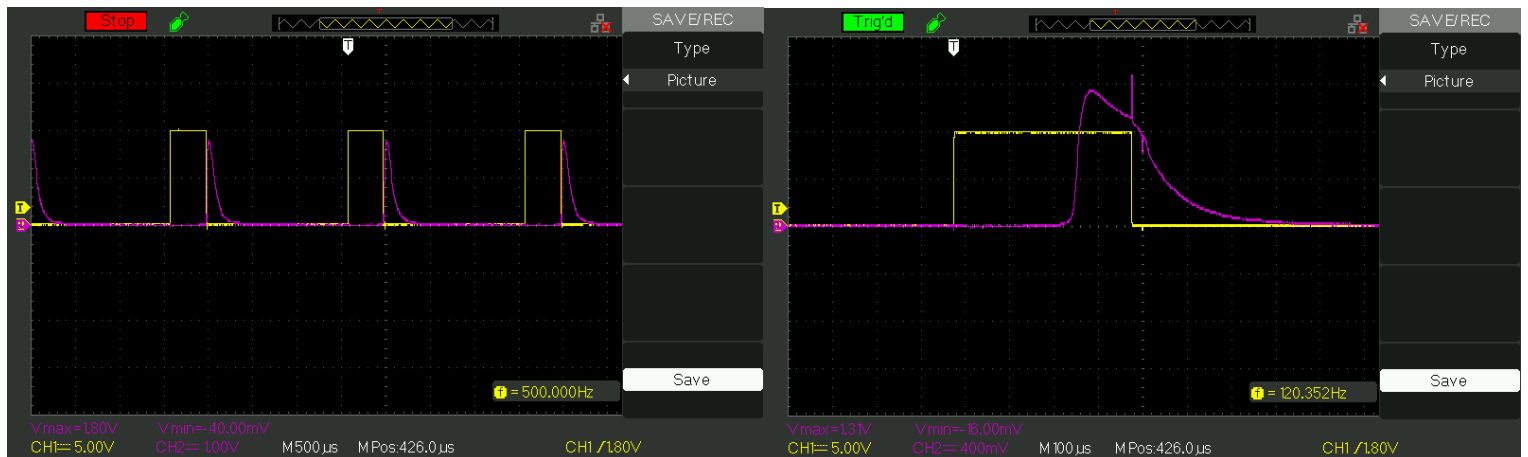 Stop
T
SAVE/REC
Type
Picture
T
2
f = 500.000Hz
Save
Vmax=1.80V Vmin=-40.00mV
CH1 5.00V CH2 1.00V M 500µs M Pos:426.0µs CH1 / 1.80V
Trig'd
T
SAVE/REC
Type
Picture
T
f = 120.352Hz
Save
Vmax=1.31V Vmin=-16.00mV
CH1 5.00V CH2 400mV M 100µs M Pos:426.0µs CH1 / 1.80V